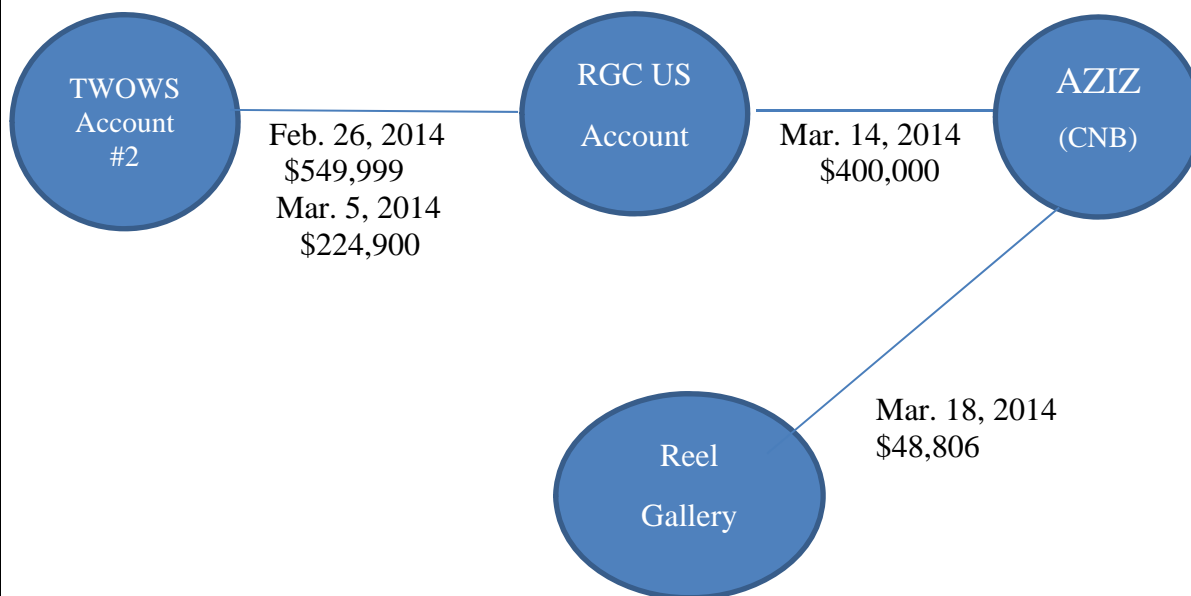 TWOWS
Account
#2
Feb. 26, 2014
$549,999
Mar. 5, 2014
$224,900
RGC US
Account
Mar. 14, 2014
$400,000
AZIZ
(CNB)
Mar. 18, 2014
$48,806
Reel
Gallery